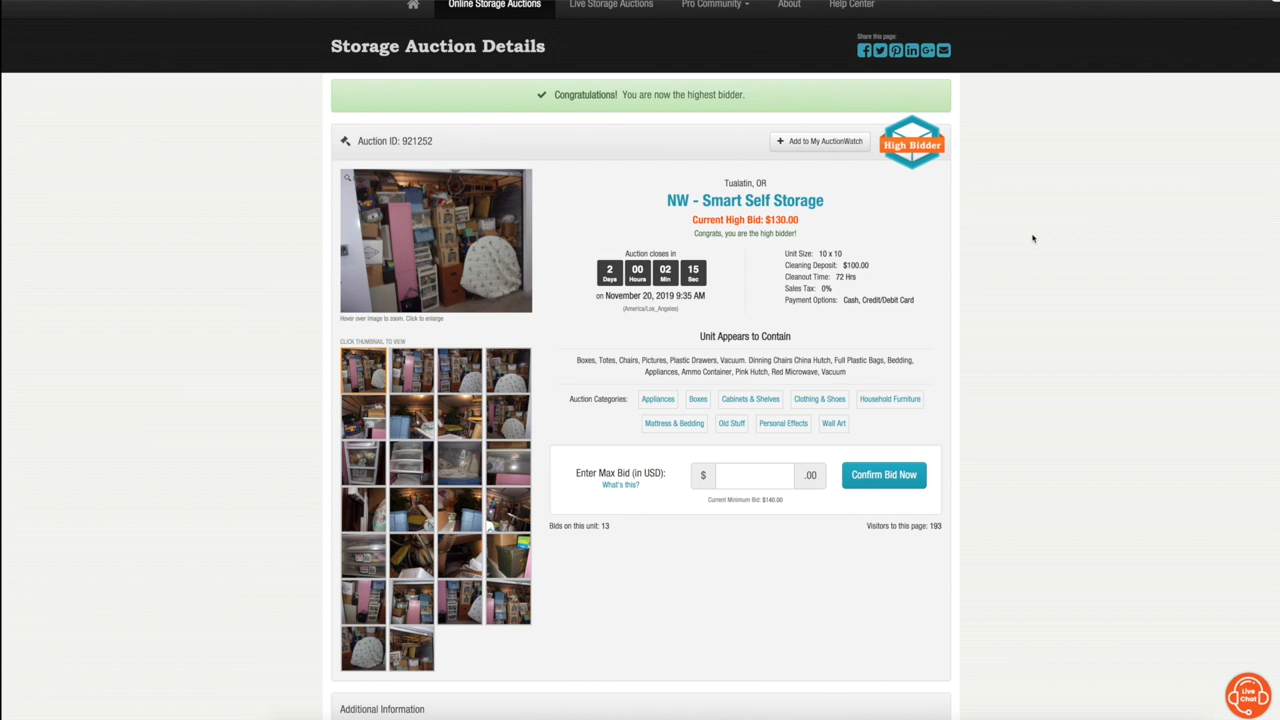 Online Storage Auctions
Live Storage Auctions
Pro Community
About
Help Center
Storage Auction Details
Share this page:
Congratulations! You are now the highest bidder.
Auction ID: 921252
+ Add to My AuctionWatch
High Bidder
Tualatin, OR
NW - Smart Self Storage
Current High Bid: $130.00
Congrats, you are the high bidder!
Auction closes in
2 00 02 15
Days Hours Min Sec
on November 20, 2019 9:35 AM
(America/Los_Angeles)
Unit Size: 10 x 10
Cleaning Deposit: $100.00
Cleanout Time: 72 Hrs
Sales Tax: 0%
Payment Options: Cash, Credit/Debit Card
Hover over image to zoom. Click to enlarge
CLICK THUMBNAIL TO VIEW
Unit Appears to Contain
Boxes, Totes, Chairs, Pictures, Plastic Drawers, Vacuum. Dinning Chairs China Hutch, Full Plastic Bags, Bedding,
Appliances, Ammo Container, Pink Hutch, Red Microwave, Vacuum
Auction Categories: Appliances Boxes Cabinets & Shelves Clothing & Shoes Household Furniture
Mattress & Bedding Old Stuff Personal Effects Wall Art
Enter Max Bid (in USD):
What's this?
$ .00
Confirm Bid Now
Current Minimum Bid: $140.00
Bids on this unit: 13
Visitors to this page: 193
Additional Information
Live
Chat